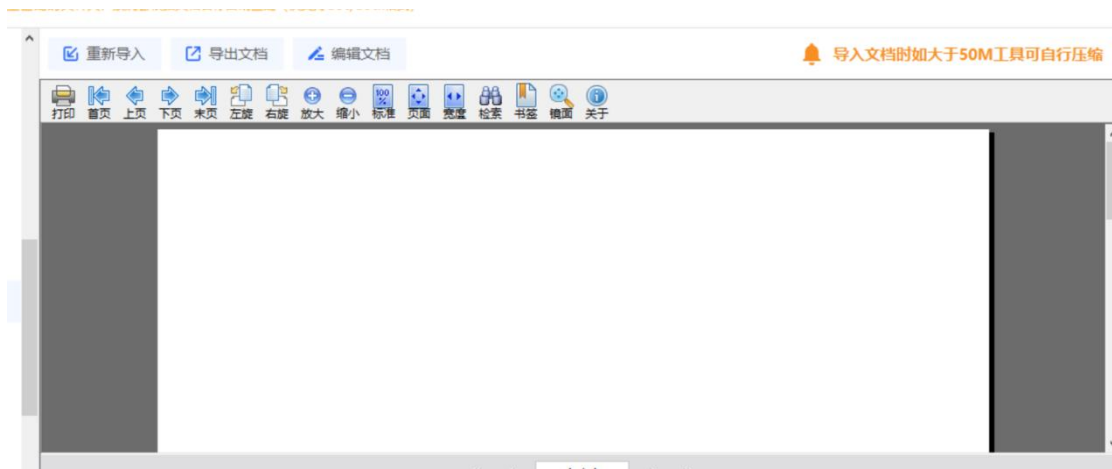 重新导入 导出文档 编辑文档 导入文档时如大于50M工具可自行压缩
打印 首页 上页 下页 末页 左旋 右旋 放大 缩小 标准 页面 宽度 检索 书签 镜面 关于